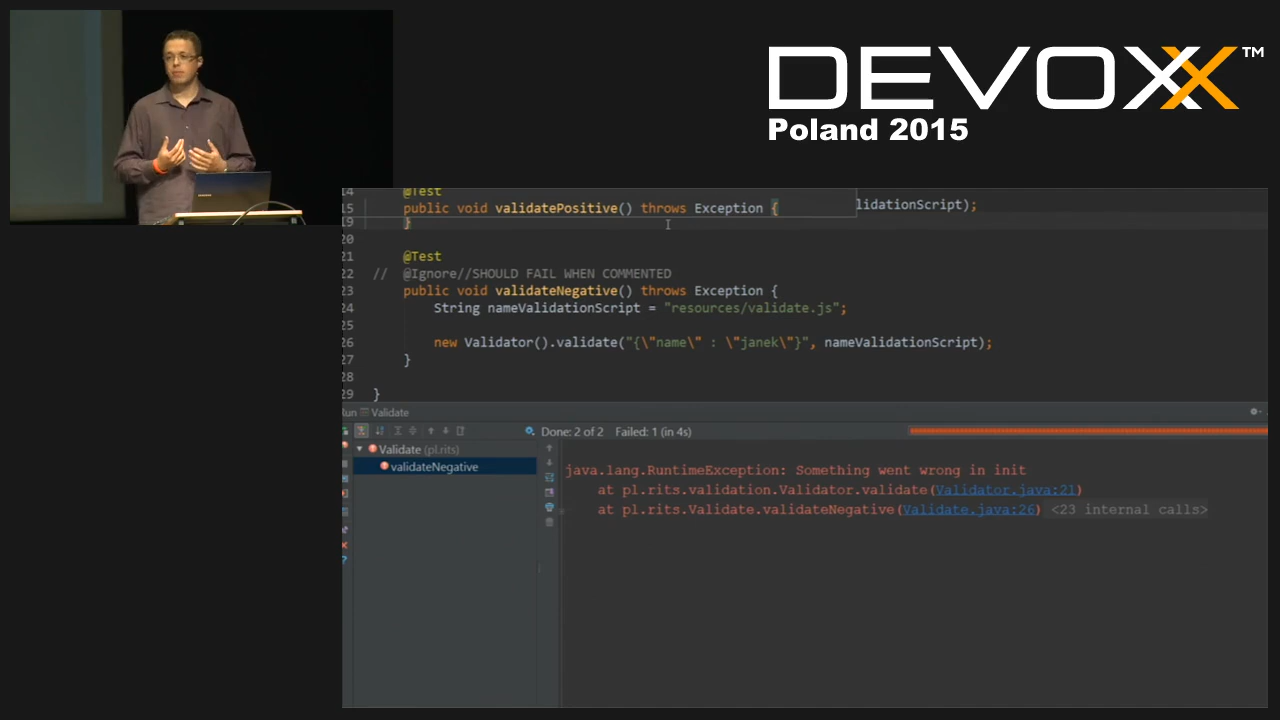 DEVOXX™
Poland 2015
14 @Test
15 public void validatePositive() throws Exception { lidationScript);
19 }
20
21 @Test
22 // @Ignore//SHOULD FAIL WHEN COMMENTED
23 public void validateNegative() throws Exception {
24 String nameValidationScript = "resources/validate.js";
25
26 new Validator().validate("{\"name\" : \"janek\"}", nameValidationScript);
27 }
28
29 }
un Validate
Done: 2 of 2 Failed: 1 (in 4s)
Validate (pl.rits)
validateNegative
java.lang.RuntimeException: Something went wrong in init
at pl.rits.validation.Validator.validate(Validator.java:21)
at pl.rits.Validate.validateNegative(Validate.java:26) <23 internal calls>